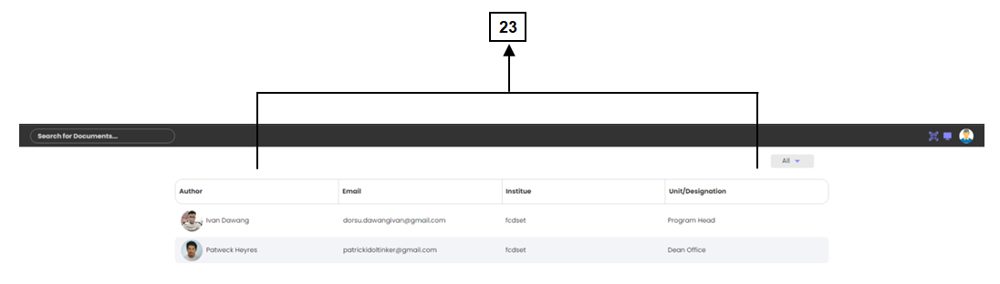 23
Search for Documents...
All
Author Email Institue Unit/Designation
Ivan Dawang dorsu.dawangivan@gmail.com fcdset Program Head
Patweck Heyres patrickidoltinker@gmail.com fcdset Dean Office